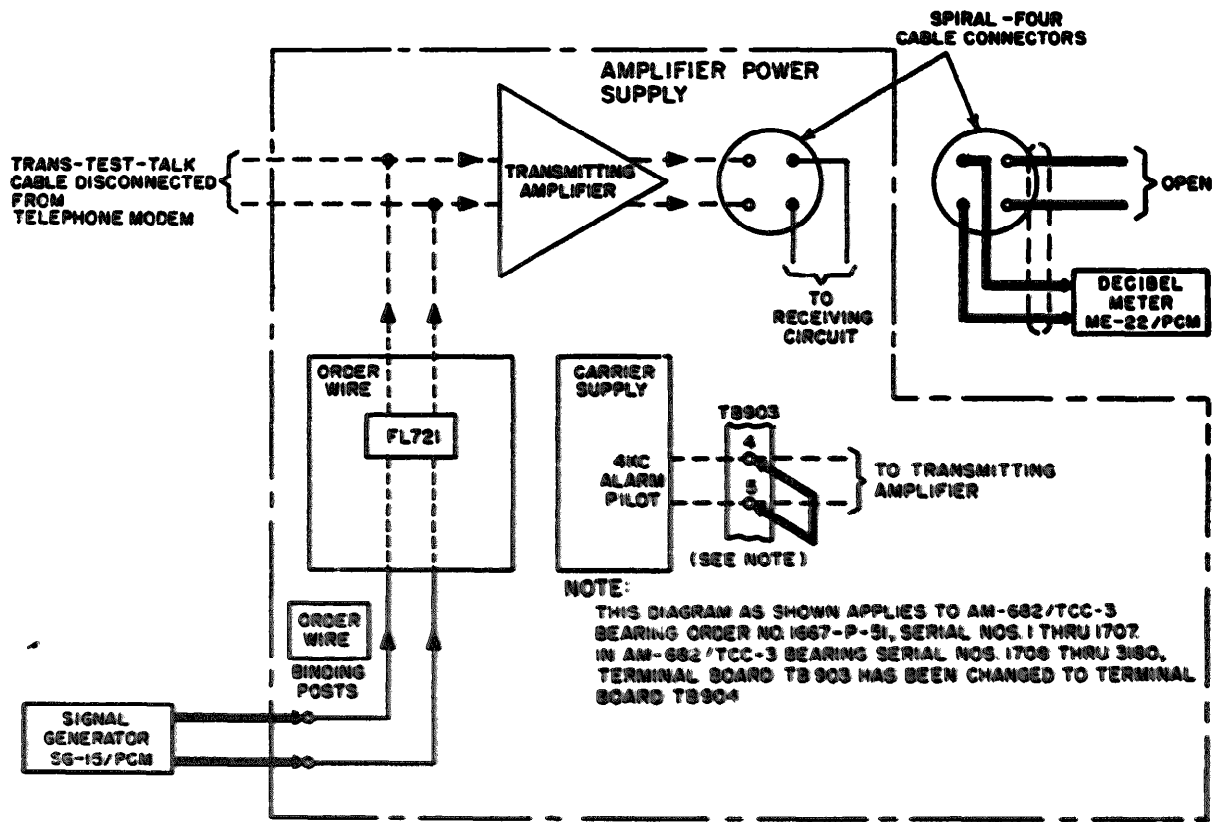 SPIRAL-FOUR
CABLE CONNECTORS
AMPLIFIER POWER
SUPPLY
TRANS-TEST-TALK
CABLE DISCONNECTED
FROM
TELEPHONE MODEM
TRANSMITTING
AMPLIFIER
OPEN
TO
RECEIVING
CIRCUIT
DECIBEL
METER
ME-22/PCM
ORDER
WIRE
FL721
CARRIER
SUPPLY
4KC
ALARM
PILOT
TB903
4
5
TO TRANSMITTING
AMPLIFIER
(SEE NOTE)
NOTE:
THIS DIAGRAM AS SHOWN APPLIES TO AM-682/TCC-3
BEARING ORDER NO. 1667-P-51, SERIAL NOS. 1 THRU 1707.
IN AM-682/TCC-3 BEARING SERIAL NOS. 1708 THRU 3180,
TERMINAL BOARD TB 903 HAS BEEN CHANGED TO TERMINAL
BOARD TB904
ORDER
WIRE
BINDING
POSTS
SIGNAL
GENERATOR
SG-15/PCM